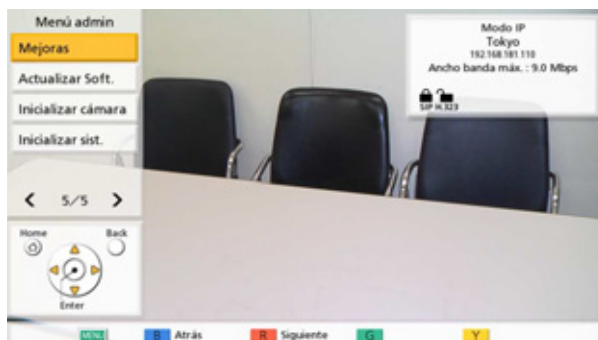 Menú admin
Mejoras
Actualizar Soft.
Inicializar cámara
Inicializar sist.
5/5
Home
Back
Enter
Modo IP
Tokyo
192.168.181.110
Ancho banda máx. : 9.0 Mbps
SIP H.323
MENU
B Atrás
R Siguiente
G
Y